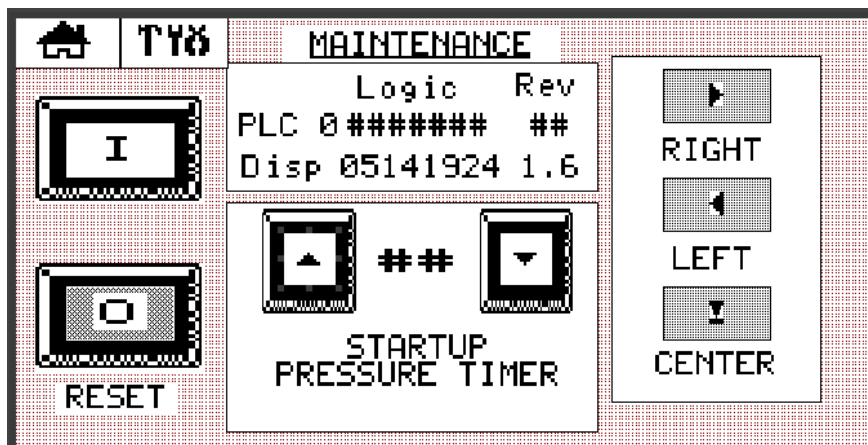 MAINTENANCE
Logic Rev
PLC 0####### ##
Disp 05141924 1.6
I
O
RESET
##
STARTUP
PRESSURE TIMER
RIGHT
LEFT
CENTER